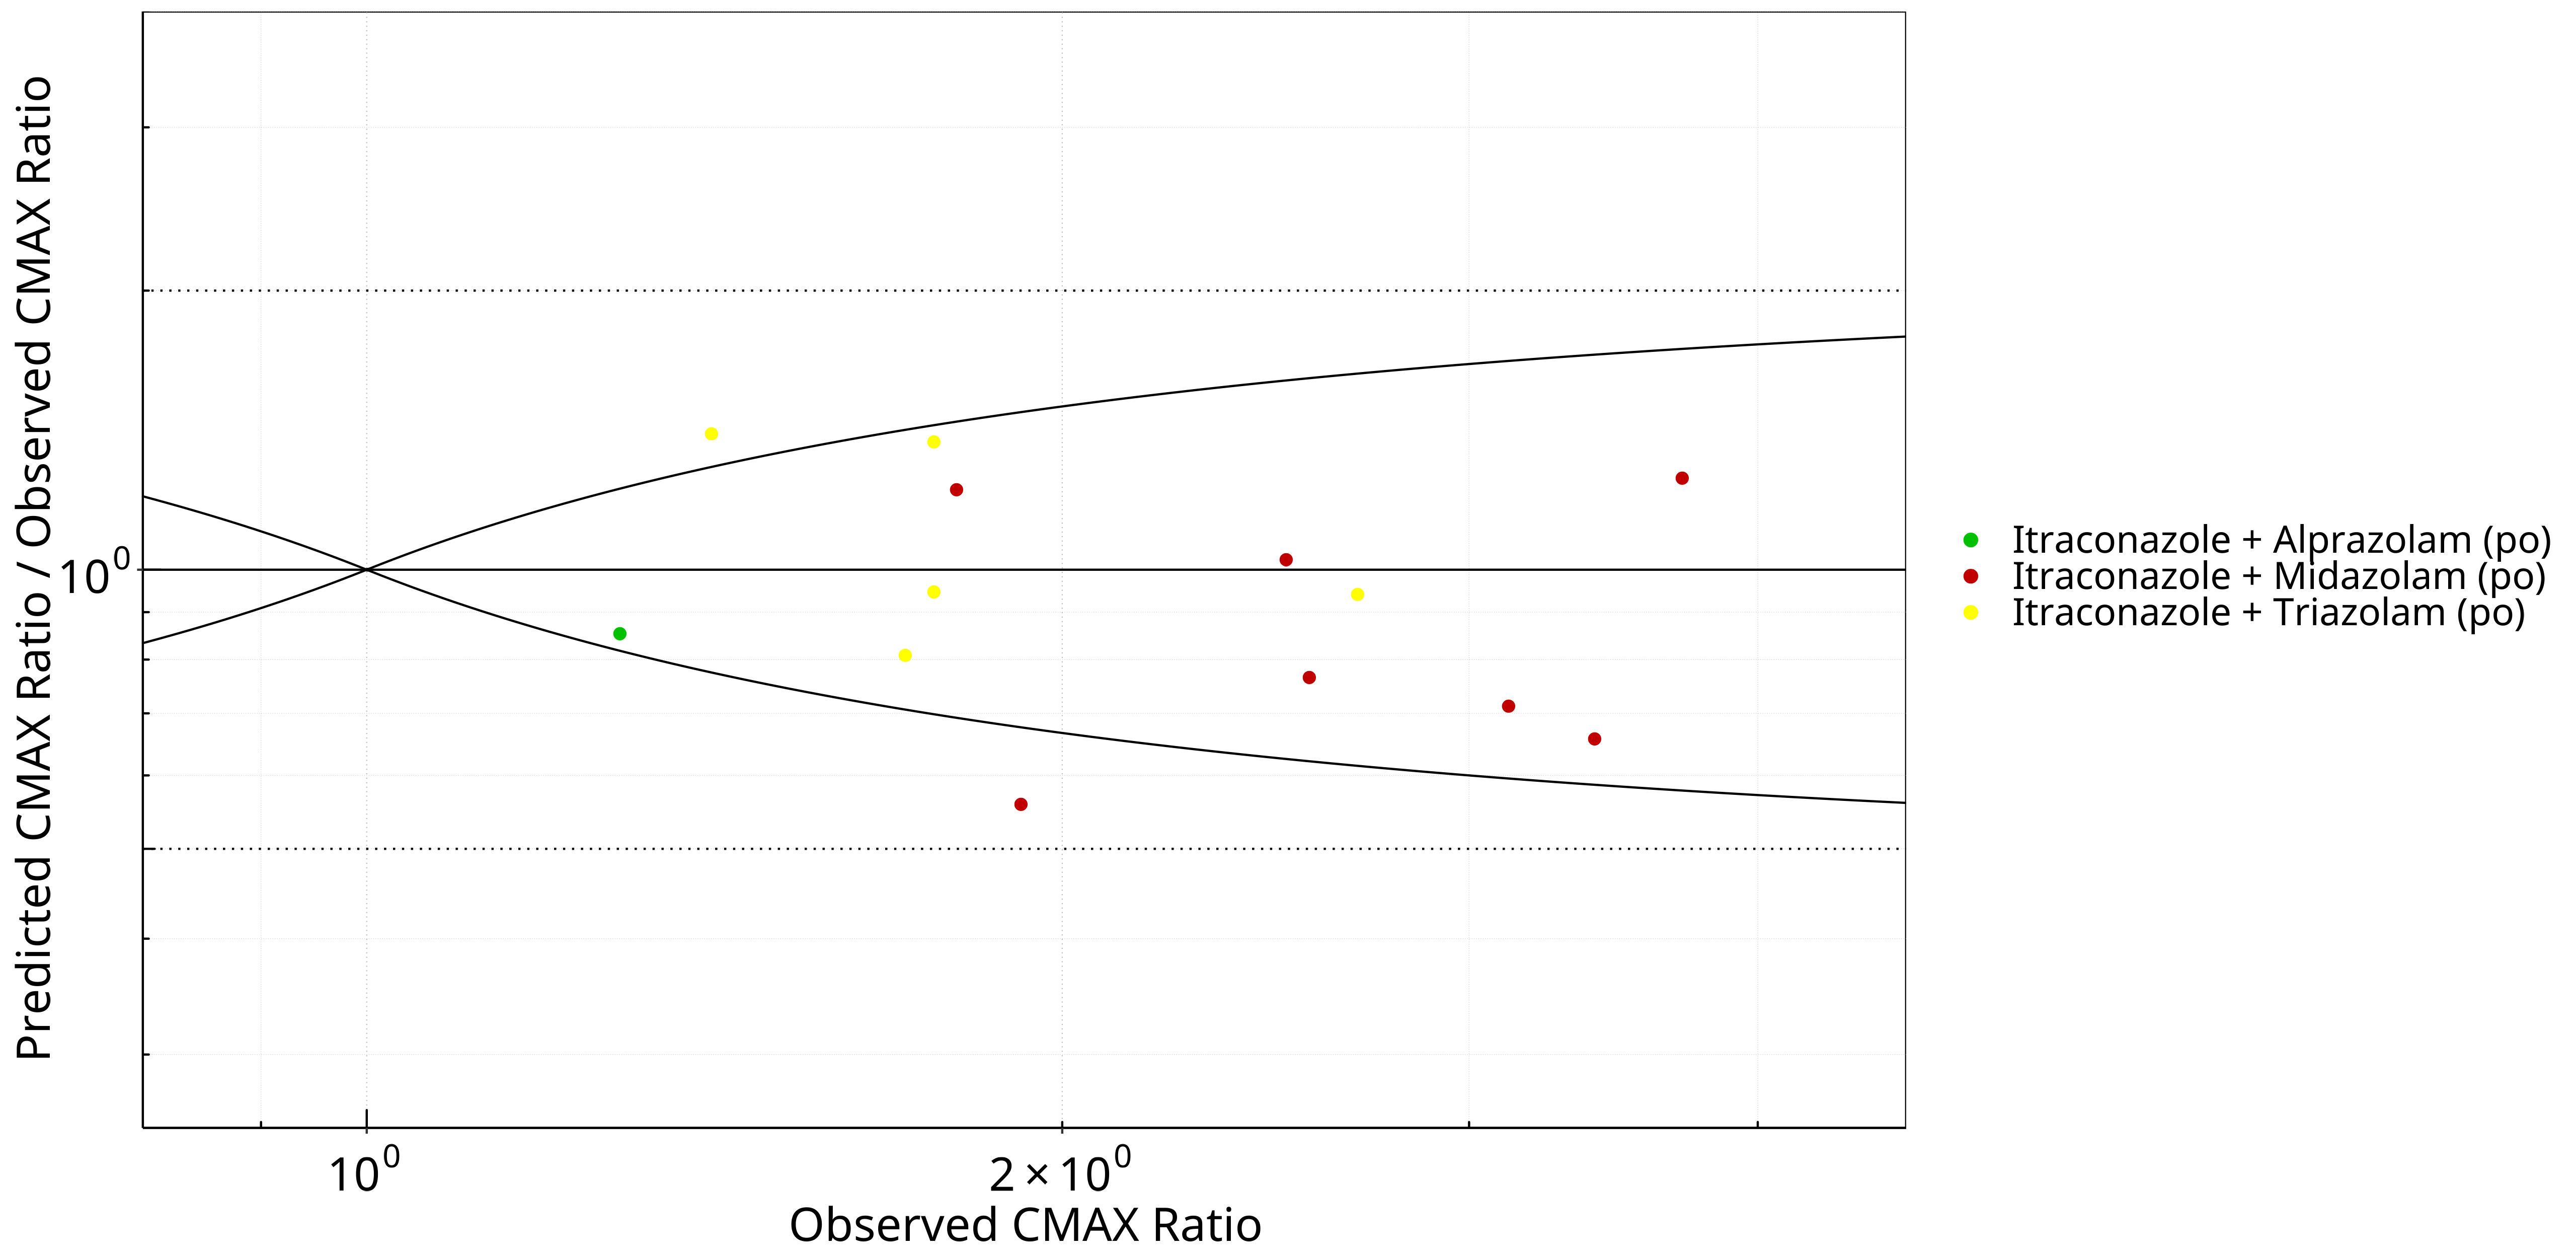 Predicted CMAX Ratio / Observed CMAX Ratio
10⁰
10⁰
2×10⁰
Observed CMAX Ratio
Itraconazole + Alprazolam (po)
Itraconazole + Midazolam (po)
Itraconazole + Triazolam (po)